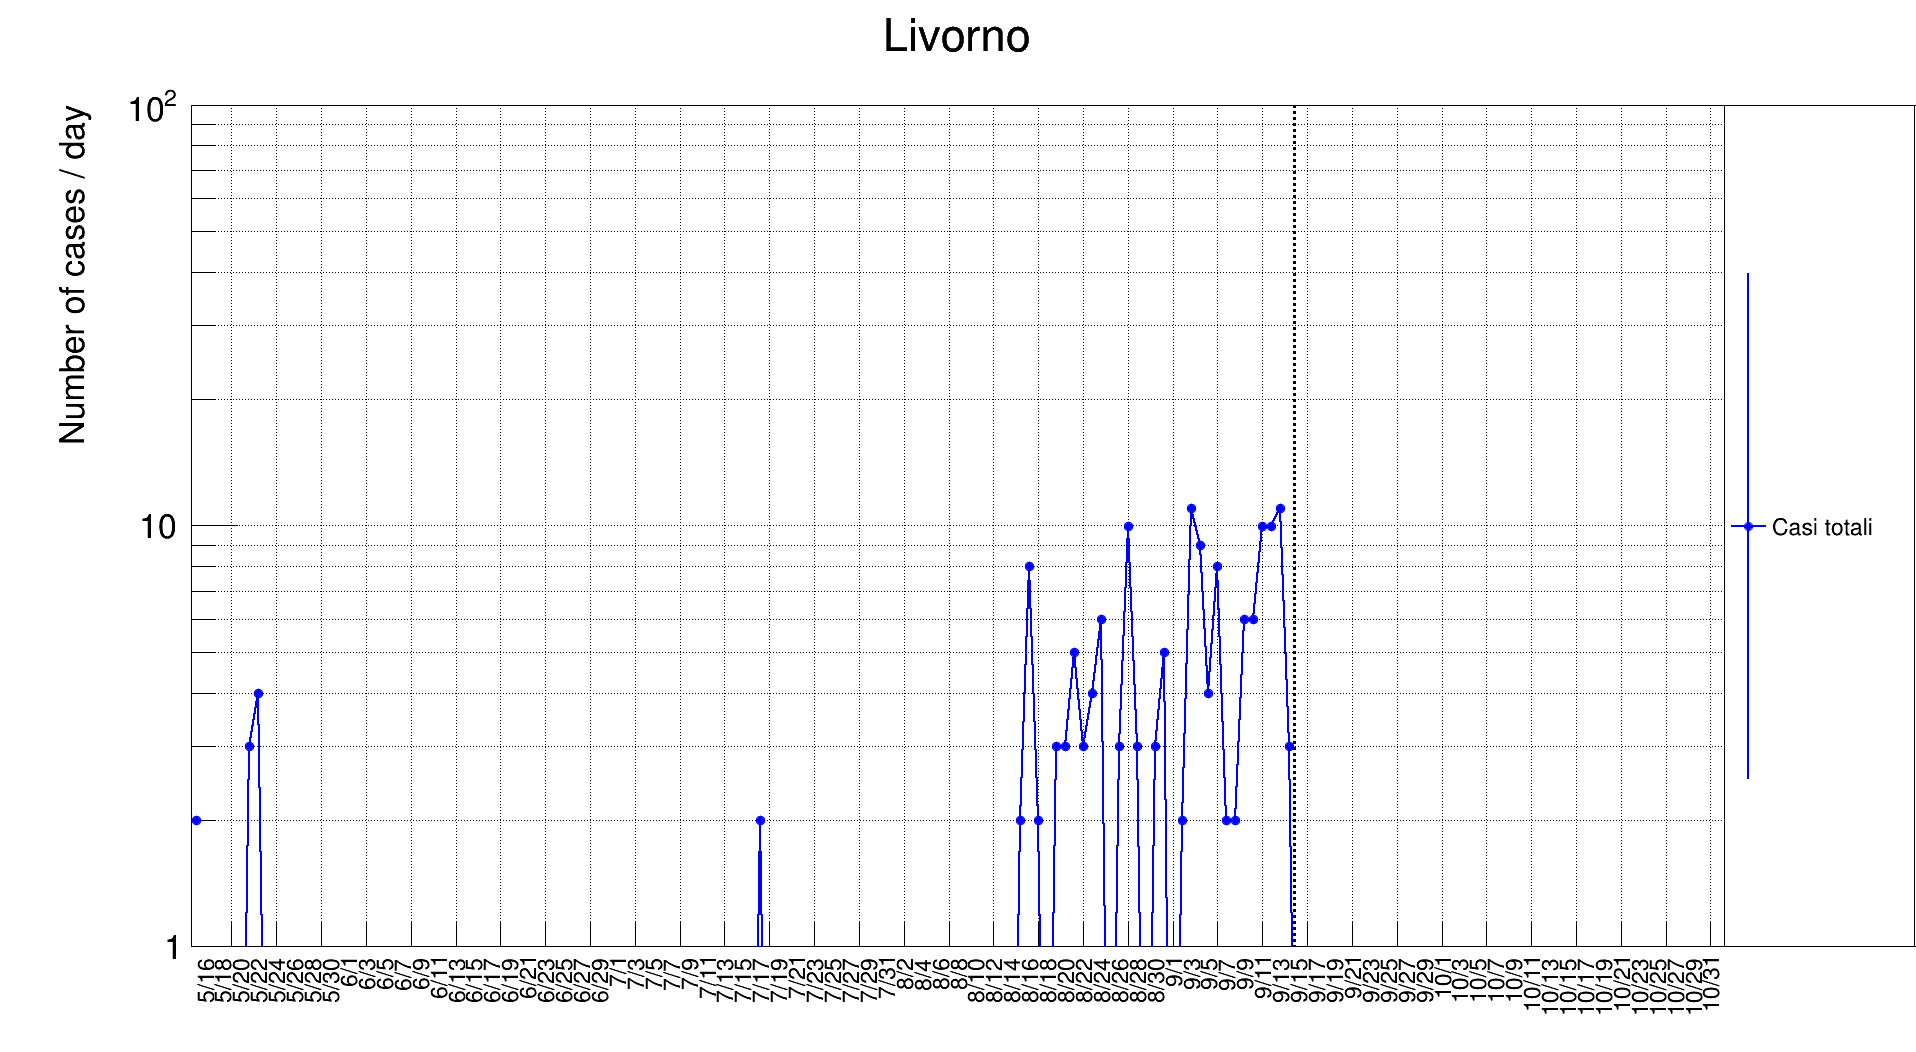 Livorno
Number of cases / day
10²
10
1
Casi totali
5/16 5/18 5/20 5/22 5/24 5/26 5/28 5/30 6/1 6/3 6/5 6/7 6/9 6/11 6/13 6/15 6/17 6/19 6/21 6/23 6/25 6/27 6/29 7/1 7/3 7/5 7/7 7/9 7/11 7/13 7/15 7/17 7/19 7/21 7/23 7/25 7/27 7/29 7/31 8/2 8/4 8/6 8/8 8/10 8/12 8/14 8/16 8/18 8/20 8/22 8/24 8/26 8/28 8/30 9/1 9/3 9/5 9/7 9/9 9/11 9/13 9/15 9/17 9/19 9/21 9/23 9/25 9/27 9/29 10/1 10/3 10/5 10/7 10/9 10/11 10/13 10/15 10/17 10/19 10/21 10/23 10/25 10/27 10/29 10/31